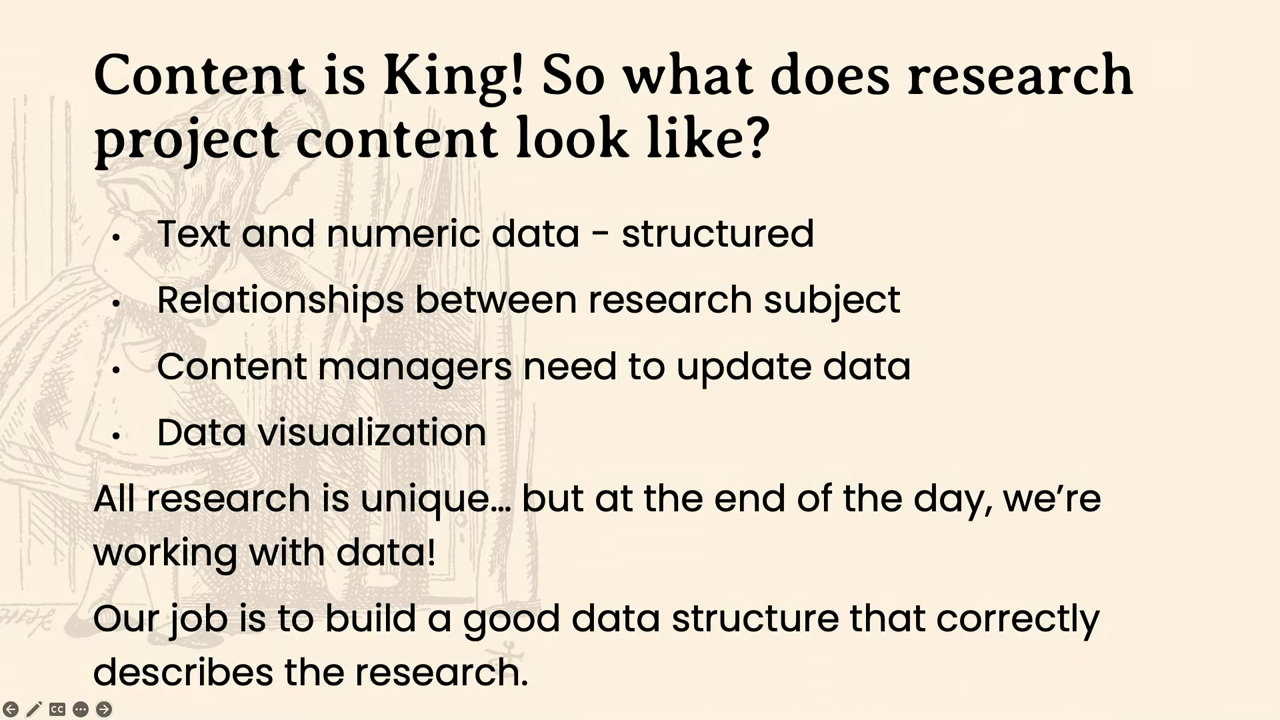 Content is King! So what does research
project content look like?
• Text and numeric data - structured
• Relationships between research subject
• Content managers need to update data
• Data visualization
All research is unique... but at the end of the day, we're
working with data!
Our job is to build a good data structure that correctly
describes the research.
CC